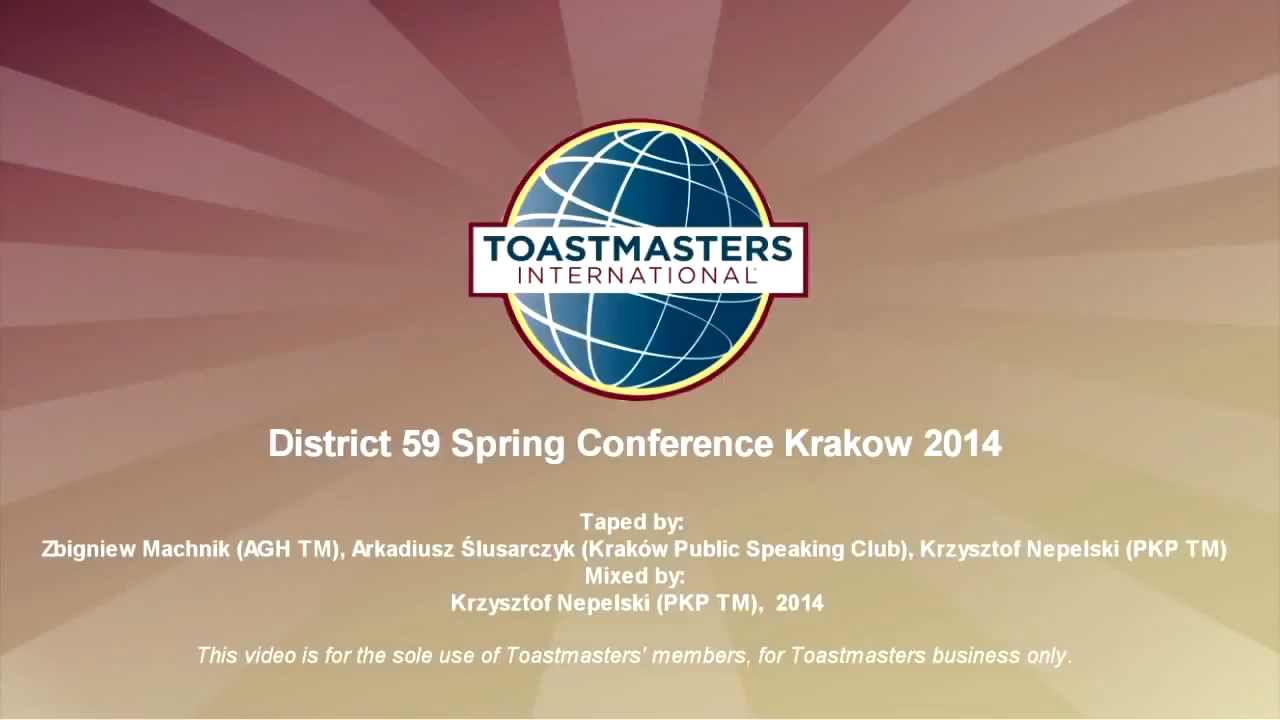 TOASTMASTERS
INTERNATIONAL
District 59 Spring Conference Krakow 2014
Taped by:
Zbigniew Machnik (AGH TM), Arkadiusz Ślusarczyk (Kraków Public Speaking Club), Krzysztof Nepelski (PKP TM)
Mixed by:
Krzysztof Nepelski (PKP TM),  2014
This video is for the sole use of Toastmasters' members, for Toastmasters business only.